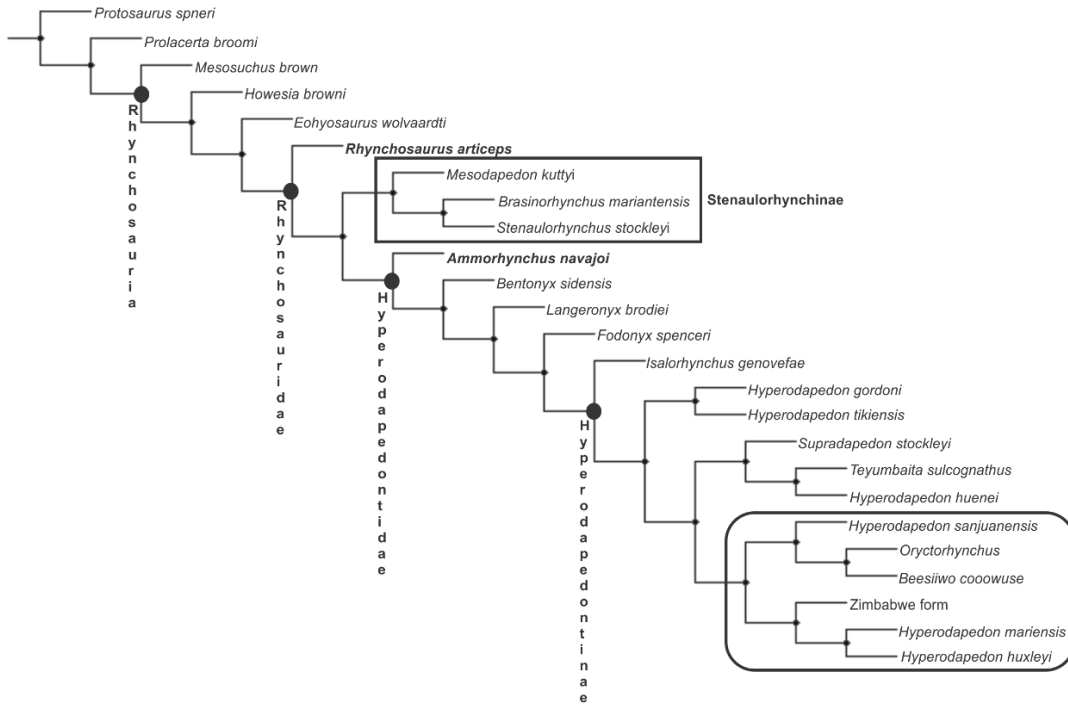 Protosaurus spneri
Prolacerta broomi
Mesosuchus brown
Howesia browni
Eohyosaurus wolvaardti
Rhynchosaurus articeps
Mesodapedon kuttyi
Brasinorhynchus mariantensis
Stenaulorhynchus stockleyi
Stenaulorhynchinae
Ammorhynchus navajoi
Bentonyx sidensis
Langeronyx brodiei
Fodonyx spenceri
Isalorhynchus genovefae
Hyperodapedon gordoni
Hyperodapedon tikiensis
Supradapedon stockleyi
Teyumbaita sulcognathus
Hyperodapedon huenei
Hyperodapedon sanjuanensis
Oryctorhynchus
Beesiiwo cooowuse
Zimbabwe form
Hyperodapedon mariensis
Hyperodapedon huxleyi
Rhynchosauria
Rhynchosauridae
Hyperodapedontidae
Hyperodapedontinae